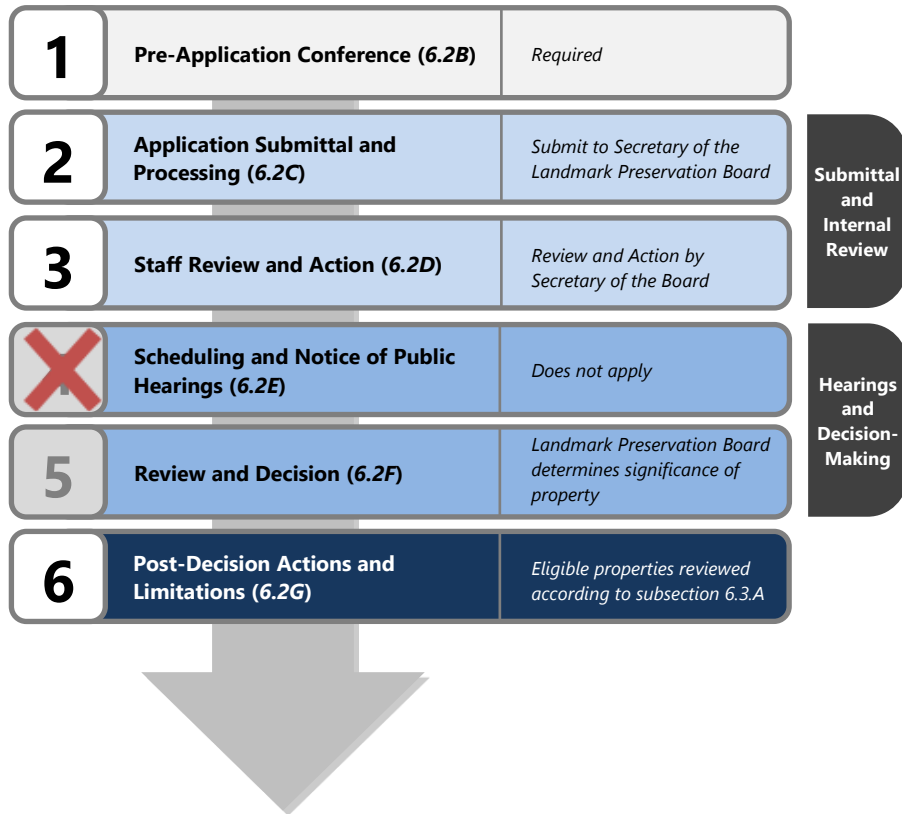 1
Pre-Application Conference (6.2B)
Required
2
Application Submittal and
Processing (6.2C)
Submit to Secretary of the
Landmark Preservation Board
3
Staff Review and Action (6.2D)
Review and Action by
Secretary of the Board
Submittal
and
Internal
Review
Scheduling and Notice of Public
Hearings (6.2E)
Does not apply
5
Review and Decision (6.2F)
Landmark Preservation Board
determines significance of
property
Hearings
and
Decision-
Making
6
Post-Decision Actions and
Limitations (6.2G)
Eligible properties reviewed
according to subsection 6.3.A